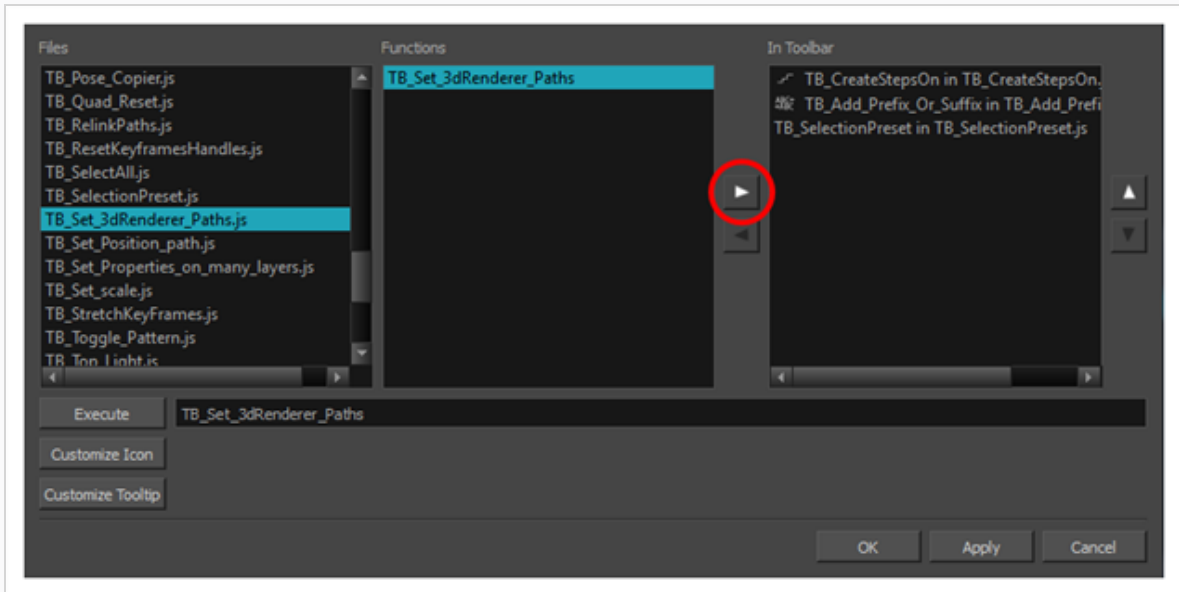 Files
TB_Pose_Copier.js
TB_Quad_Reset.js
TB_RelinkPaths.js
TB_ResetKeyframesHandles.js
TB_SelectAll.js
TB_SelectionPreset.js
TB_Set_3dRenderer_Paths.js
TB_Set_Position_path.js
TB_Set_Properties_on_many_layers.js
TB_Set_scale.js
TB_StretchKeyFrames.js
TB_Toggle_Pattern.js
TB_Top_Light.js
Functions
TB_Set_3dRenderer_Paths
In Toolbar
TB_CreateStepsOn in TB_CreateStepsOn.
TB_Add_Prefix_Or_Suffix in TB_Add_Prefi
TB_SelectionPreset in TB_SelectionPreset.js
Execute TB_Set_3dRenderer_Paths
Customize Icon
Customize Tooltip
OK Apply Cancel